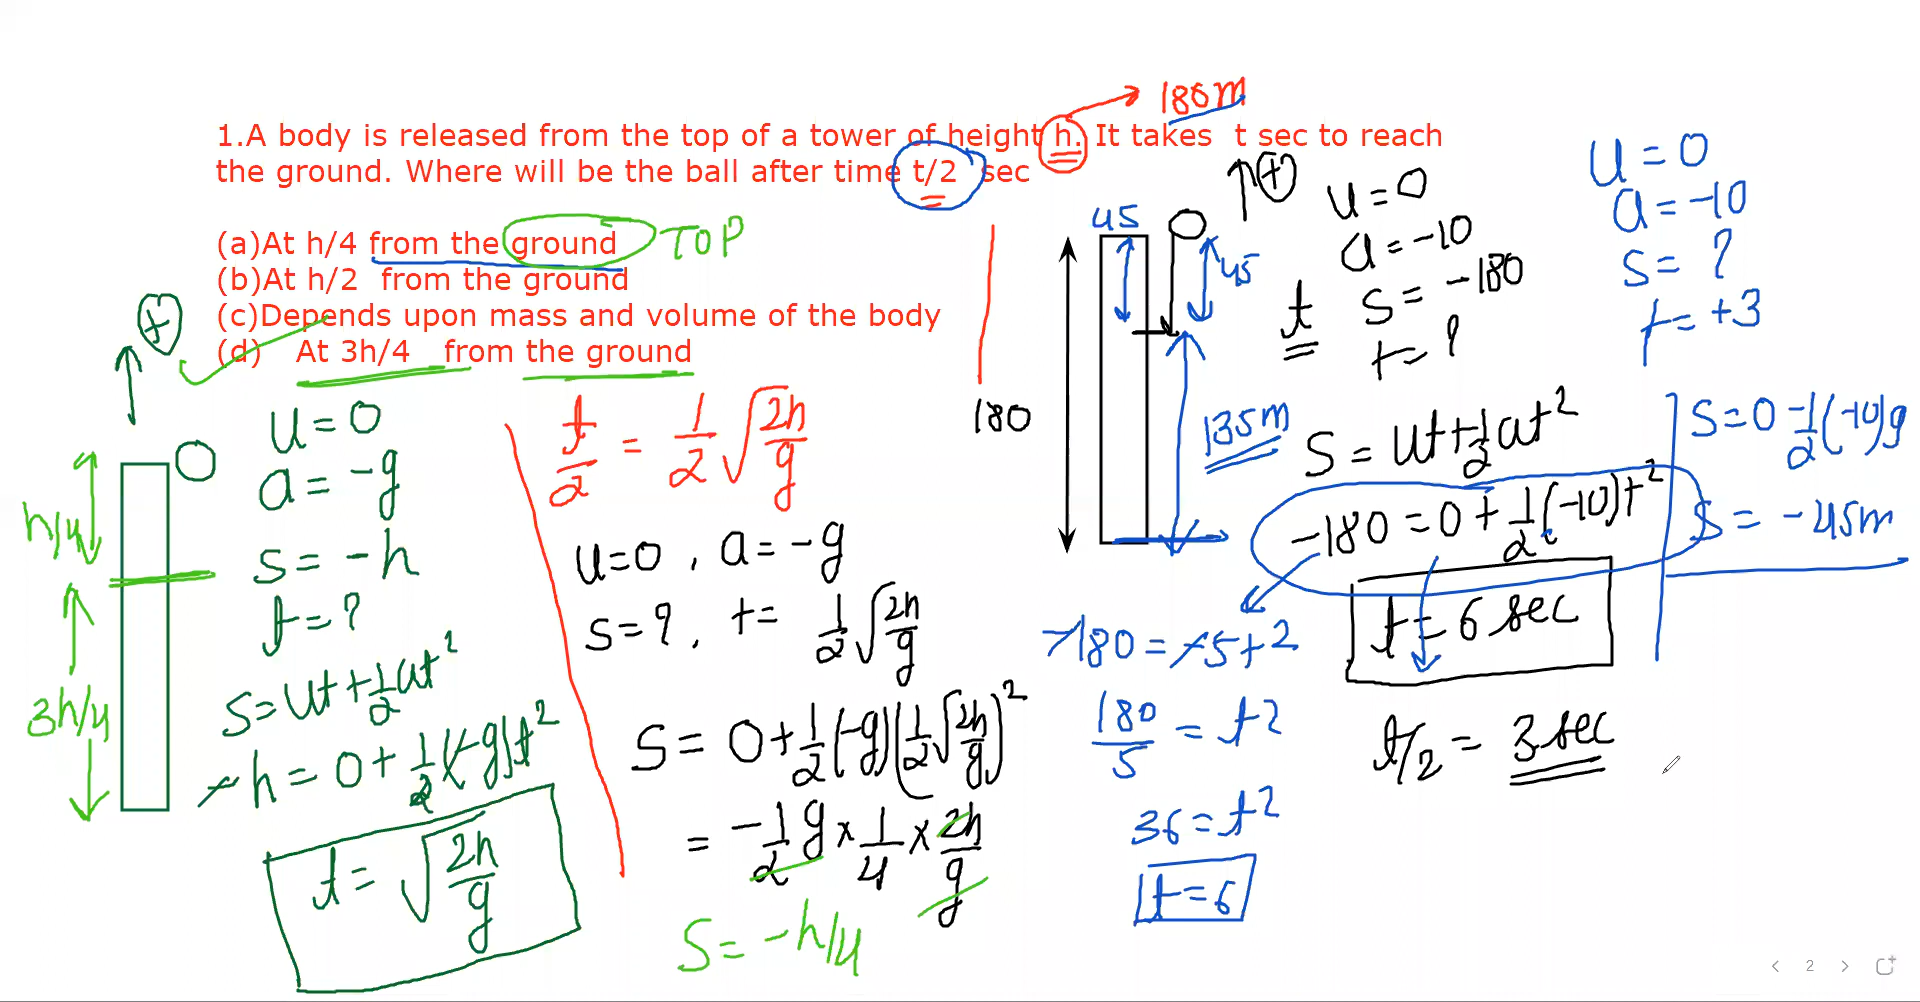 180m
1.A body is released from the top of a tower of height h. It takes t sec to reach
the ground. Where will be the ball after time t/2 sec
(a)At h/4 from the ground TOP
(b)At h/2 from the ground
(c)Depends upon mass and volume of the body
(d) At 3h/4 from the ground
+
u = 0
a = -g
s = -h
t = ?
s = ut + 1/2 at²
-h = 0 + 1/2 (-g) t²
t = √(2h/g)
h/4
3h/4
t/2 = 1/2 √(2h/g)
u = 0 , a = -g
s = ? , t = 1/2 √(2h/g)
S = 0 + 1/2 (-g) (1/2 √(2h/g))²
= -1/2 g × 1/4 × 2h/g
S = -h/4
+
45
45
180
135m
t
u = 0
a = -10
s = -180
t = ?
S = ut + 1/2 at²
-180 = 0 + 1/2 (-10) t²
t = 6 sec
t/2 = 3 sec
-180 = -5t2
180/5 = t2
36 = t2
t = 6
u = 0
a = -10
s = ?
t = +3
S = 0 - 1/2 (-10) 9
S = -45m
< 2 >